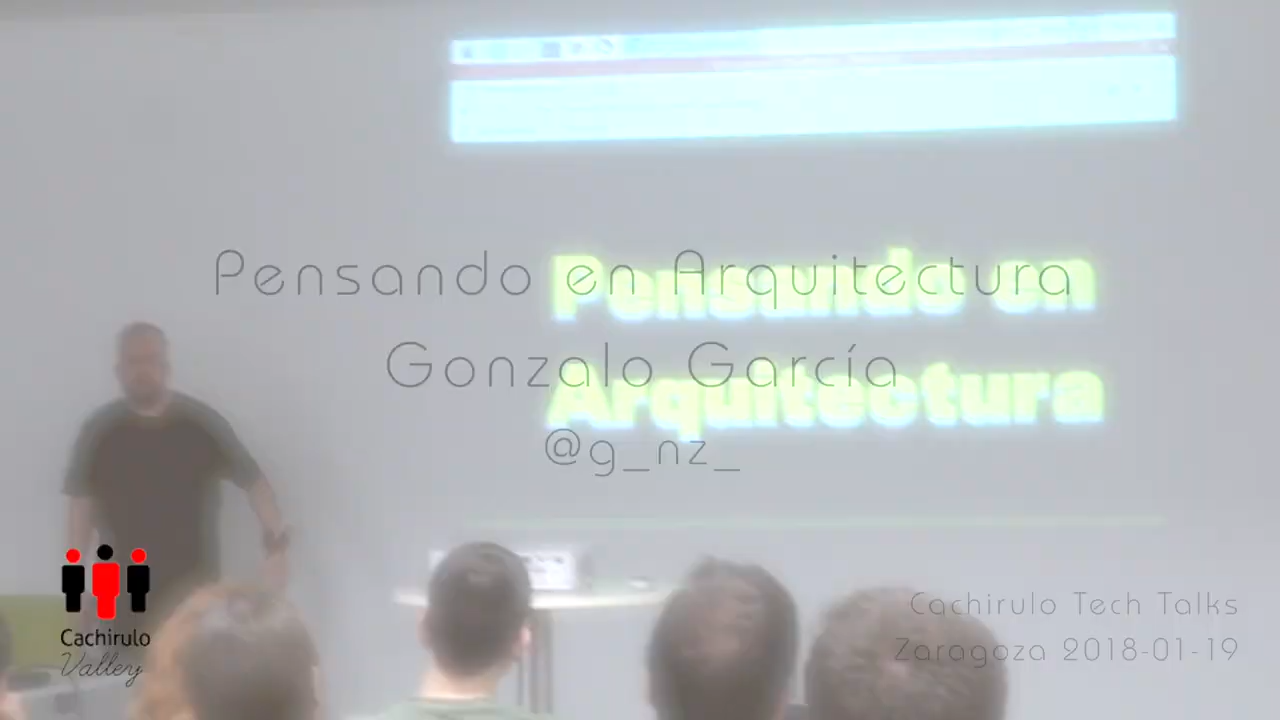 Pensando en Arquitectura
Gonzalo García
@g_nz_
Pensando en
Arquitectura
Cachirulo Tech Talks
Zaragoza 2018-01-19
Cachirulo
Valley